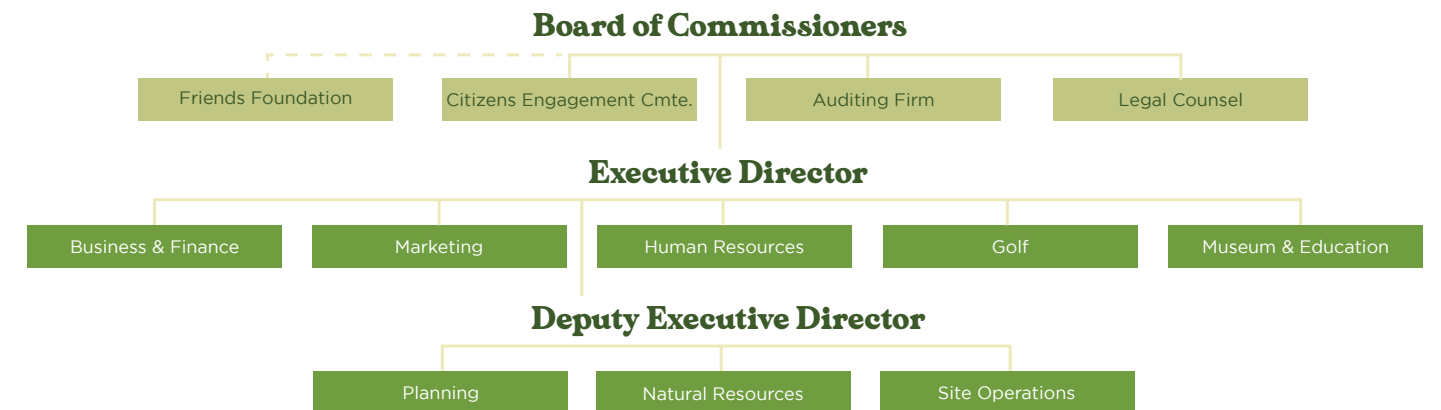 Board of Commissioners
Friends Foundation
Citizens Engagement Cmte.
Auditing Firm
Legal Counsel
Executive Director
Business & Finance
Marketing
Human Resources
Golf
Museum & Education
Deputy Executive Director
Planning
Natural Resources
Site Operations